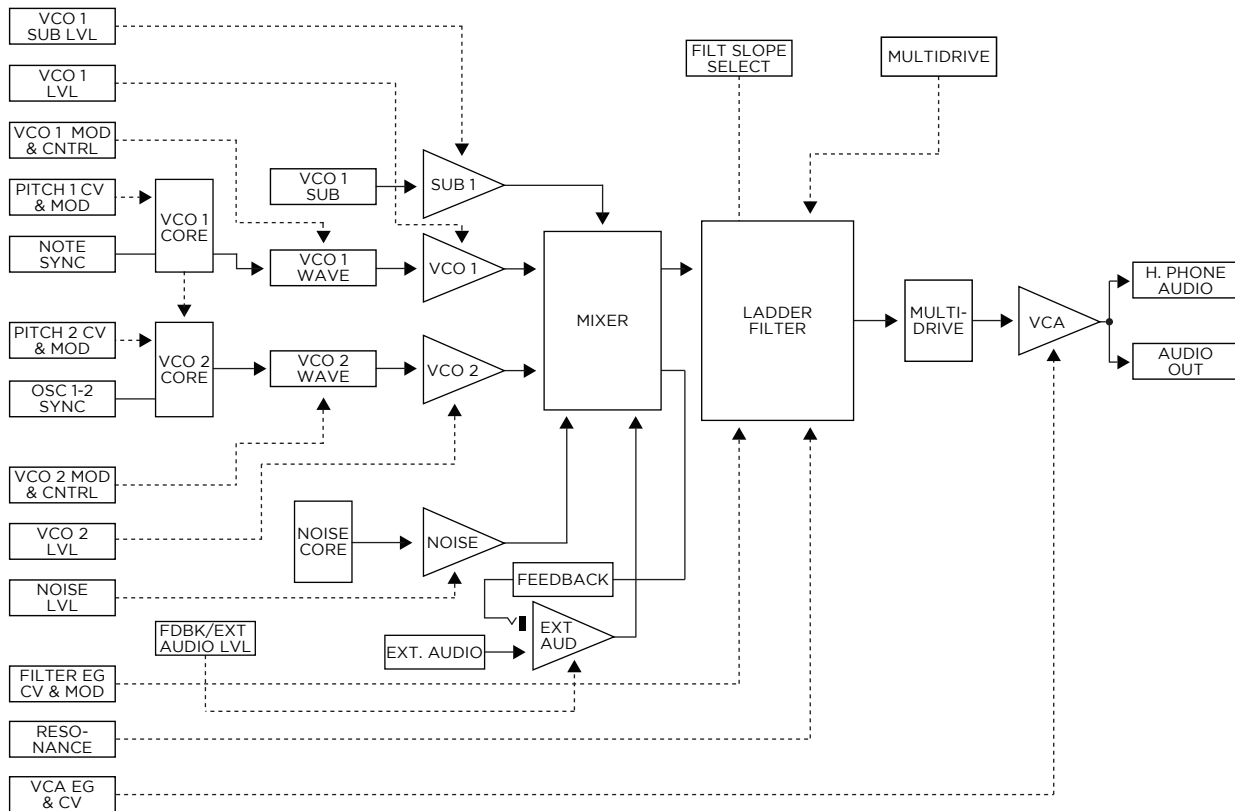 VCO 1
SUB LVL
VCO 1
LVL
VCO 1 MOD
& CNTRL
PITCH 1 CV
& MOD
NOTE
SYNC
PITCH 2 CV
& MOD
OSC 1-2
SYNC
VCO 2 MOD
& CNTRL
VCO 2
LVL
NOISE
LVL
FDBK/EXT
AUDIO LVL
FILTER EG
CV & MOD
RESO-
NANCE
VCA EG
& CV
VCO 1
CORE
VCO 2
CORE
VCO 1
SUB
VCO 1
WAVE
VCO 2
WAVE
NOISE
CORE
SUB 1
VCO 1
VCO 2
NOISE
FEEDBACK
EXT. AUDIO
EXT
AUD
MIXER
FILT SLOPE
SELECT
MULTIDRIVE
LADDER
FILTER
MULTI-
DRIVE
VCA
H. PHONE
AUDIO
AUDIO
OUT